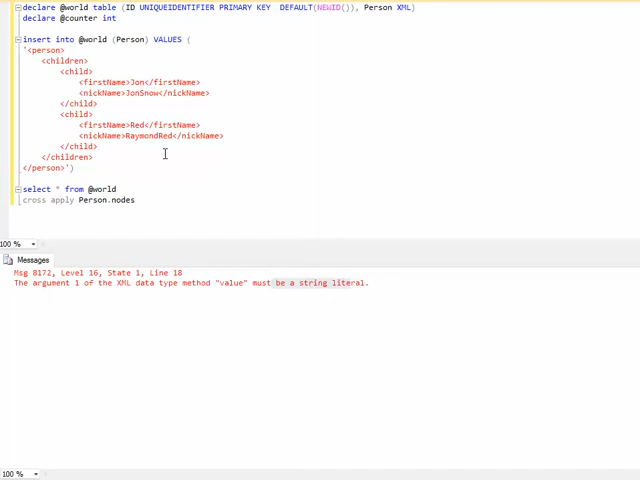 declare @world table (ID UNIQUEIDENTIFIER PRIMARY KEY  DEFAULT(NEWID()), Person XML)
declare @counter int
insert into @world (Person) VALUES (
'<person>
<children>
<child>
<firstName>Jon</firstName>
<nickName>JonSnow</nickName>
</child>
<child>
<firstName>Red</firstName>
<nickName>RaymondRed</nickName>
</child>
</children>
</person>')
select * from @world
cross apply Person.nodes
100 %
Messages
Msg 8172, Level 16, State 1, Line 18
The argument 1 of the XML data type method "value" must be a string literal.
100 %